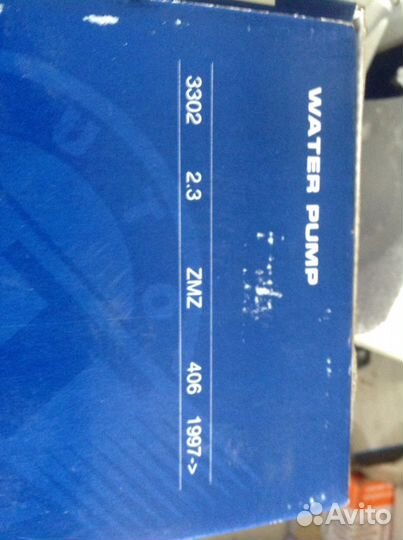 WATER PUMP
3302 2.3 ZMZ 406 1997->
Avito